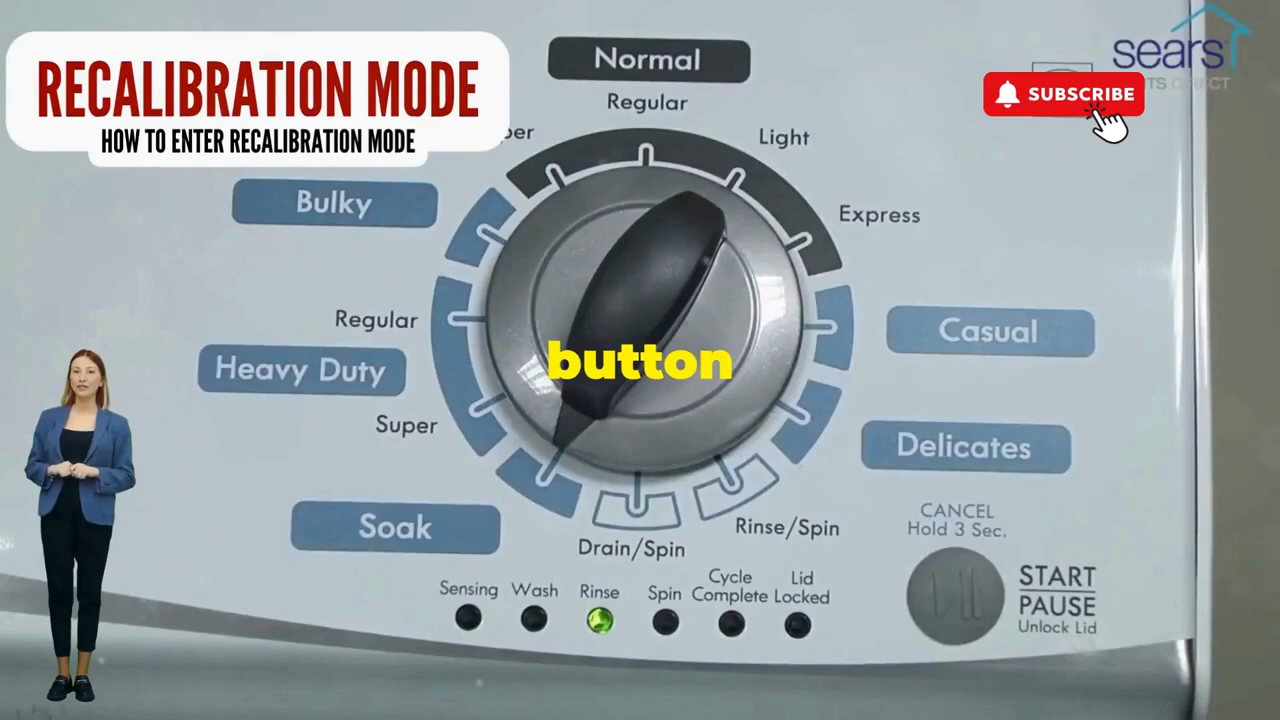 RECALIBRATION MODE
HOW TO ENTER RECALIBRATION MODE
sears
DIRECT
SUBSCRIBE
Normal
Regular
Light
Express
Bulky
Regular
Heavy Duty
Super
Soak
Casual
Delicates
button
Rinse/Spin
Drain/Spin
CANCEL
Hold 3 Sec.
Sensing
Wash
Rinse
Spin
Cycle
Complete
Lid
Locked
START
PAUSE
Unlock Lid